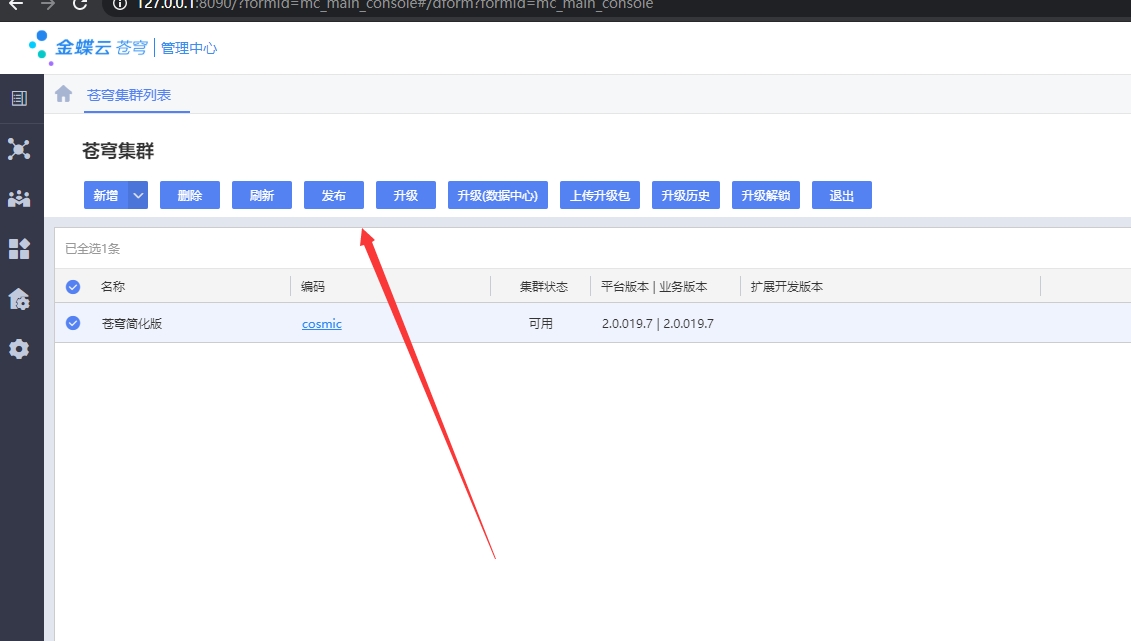 127.0.0.1:8090/?formId=mc_main_console#/dform?formId=mc_main_console
金蝶云 苍穹 | 管理中心
苍穹集群列表
苍穹集群
新增 删除 刷新 发布 升级 升级(数据中心) 上传升级包 升级历史 升级解锁 退出
已全选1条
名称 编码 集群状态 平台版本 | 业务版本 扩展开发版本
苍穹简化版 cosmic 可用 2.0.019.7 | 2.0.019.7